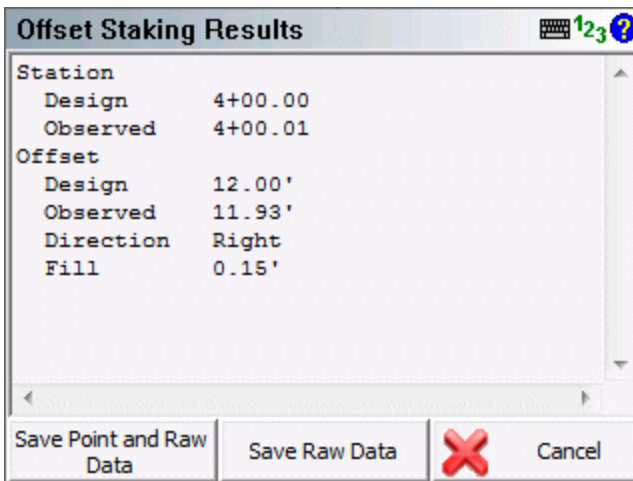 Offset Staking Results
123
?
Station
Design 4+00.00
Observed 4+00.01
Offset
Design 12.00'
Observed 11.93'
Direction Right
Fill 0.15'
Save Point and Raw
Data
Save Raw Data
Cancel